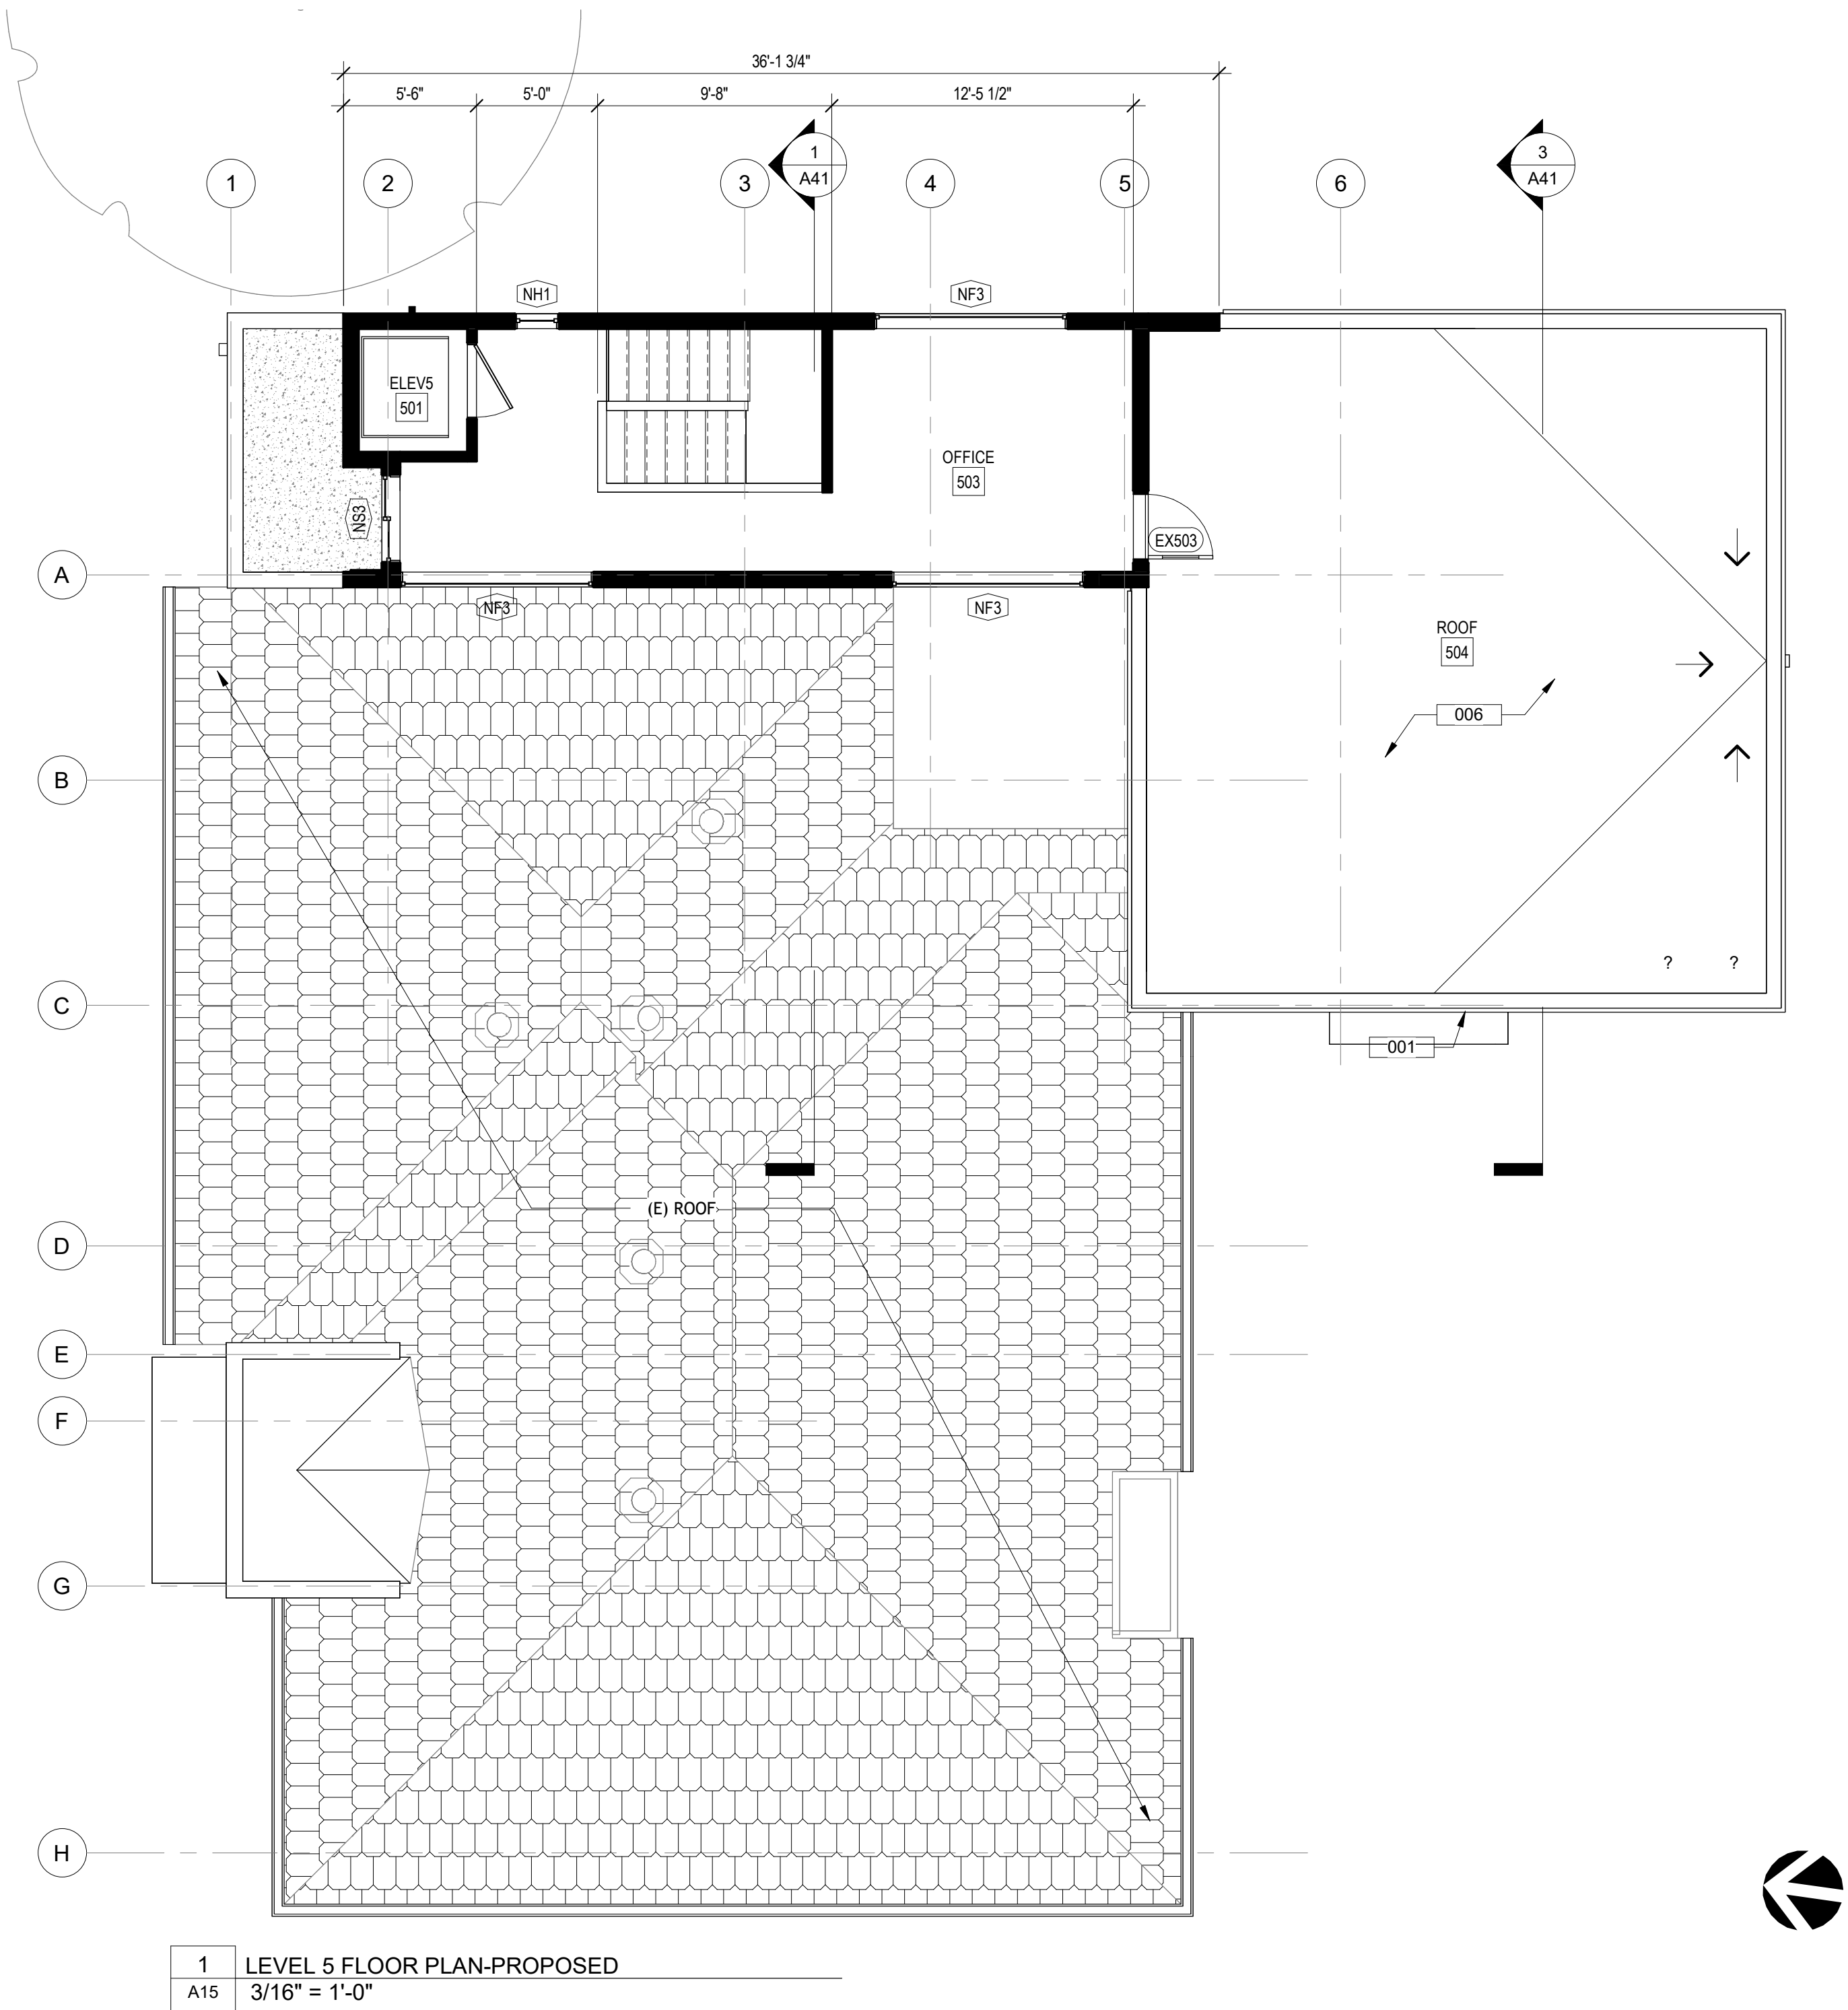 36'-1 3/4"
5'-6"
5'-0"
9'-8"
12'-5 1/2"
1
A41
3
A41
1
2
3
4
5
6
NH1
NF3
ELEV5
501
OFFICE
503
NS3
EX503
A
NF3
NF3
ROOF
504
006
B
? ?
C
001
(E) ROOF
D
E
F
G
H
1
LEVEL 5 FLOOR PLAN-PROPOSED
A15
3/16" = 1'-0"